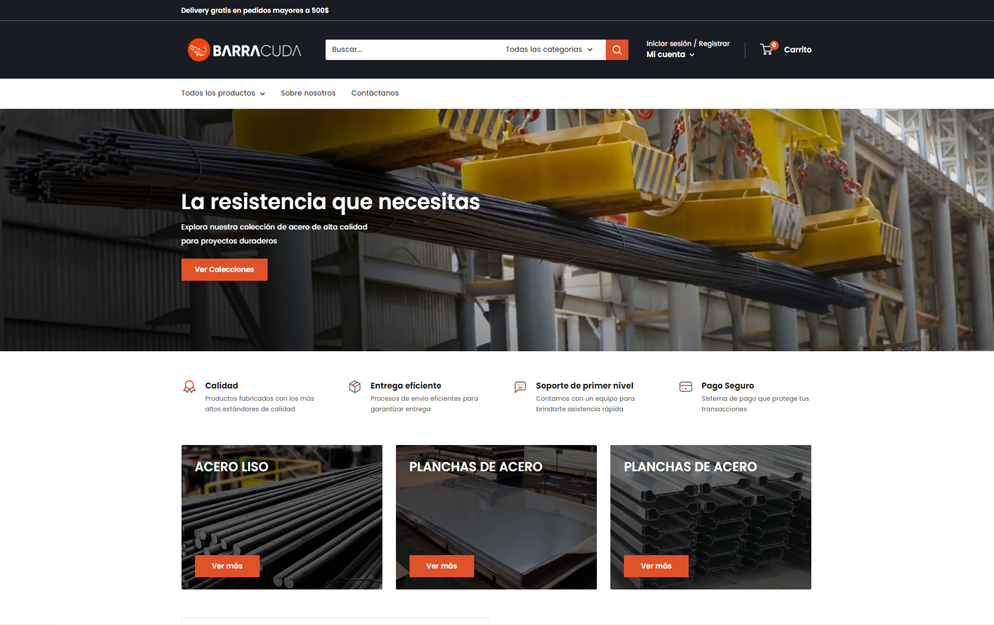 Delivery gratis en pedidos mayores a 500$
BARRACUDA
Buscar...
Todas las categorias
Iniciar sesión / Registrar
Mi cuenta
0
Carrito
Todos los productos
Sobre nosotros
Contáctanos
La resistencia que necesitas
Explora nuestra colección de acero de alta calidad
para proyectos duraderos
Ver Colecciones
Calidad
Productos fabricados con los más
altos estándares de calidad
Entrega eficiente
Procesos de envío eficientes para
garantizar entrega
Soporte de primer nivel
Contamos con un equipo para
brindarte asistencia rápida
Pago Seguro
Sistema de pago que protege tus
transacciones
ACERO LISO
Ver más
PLANCHAS DE ACERO
Ver más
PLANCHAS DE ACERO
Ver más